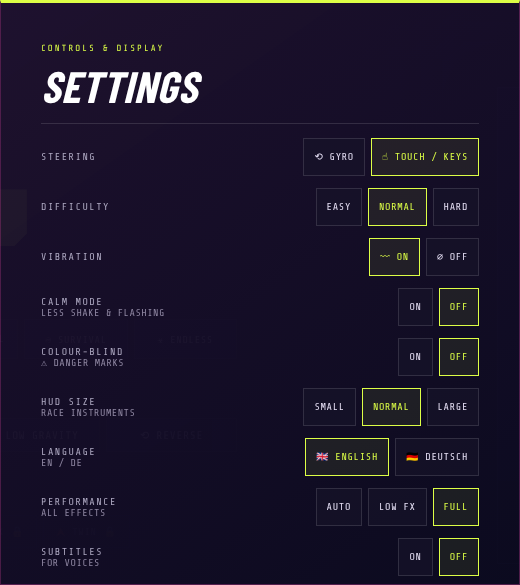 CONTROLS & DISPLAY
SETTINGS
STEERING ⟲ GYRO ☝ TOUCH / KEYS
DIFFICULTY EASY NORMAL HARD
VIBRATION 〰 ON ⌀ OFF
CALM MODE ON OFF
LESS SHAKE & FLASHING
COLOUR-BLIND ON OFF
⚠ DANGER MARKS
HUD SIZE SMALL NORMAL LARGE
RACE INSTRUMENTS
LANGUAGE 🇬🇧 ENGLISH 🇩🇪 DEUTSCH
EN / DE
PERFORMANCE AUTO LOW FX FULL
ALL EFFECTS
SUBTITLES ON OFF
FOR VOICES